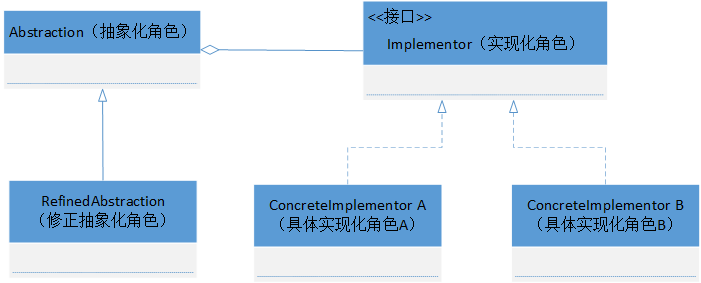 Abstraction（抽象化角色）
<<接口>>
Implementor（实现化角色）
RefinedAbstraction
（修正抽象化角色）
ConcreteImplementor A
（具体实现化角色A）
ConcreteImplementor B
（具体实现化角色B）